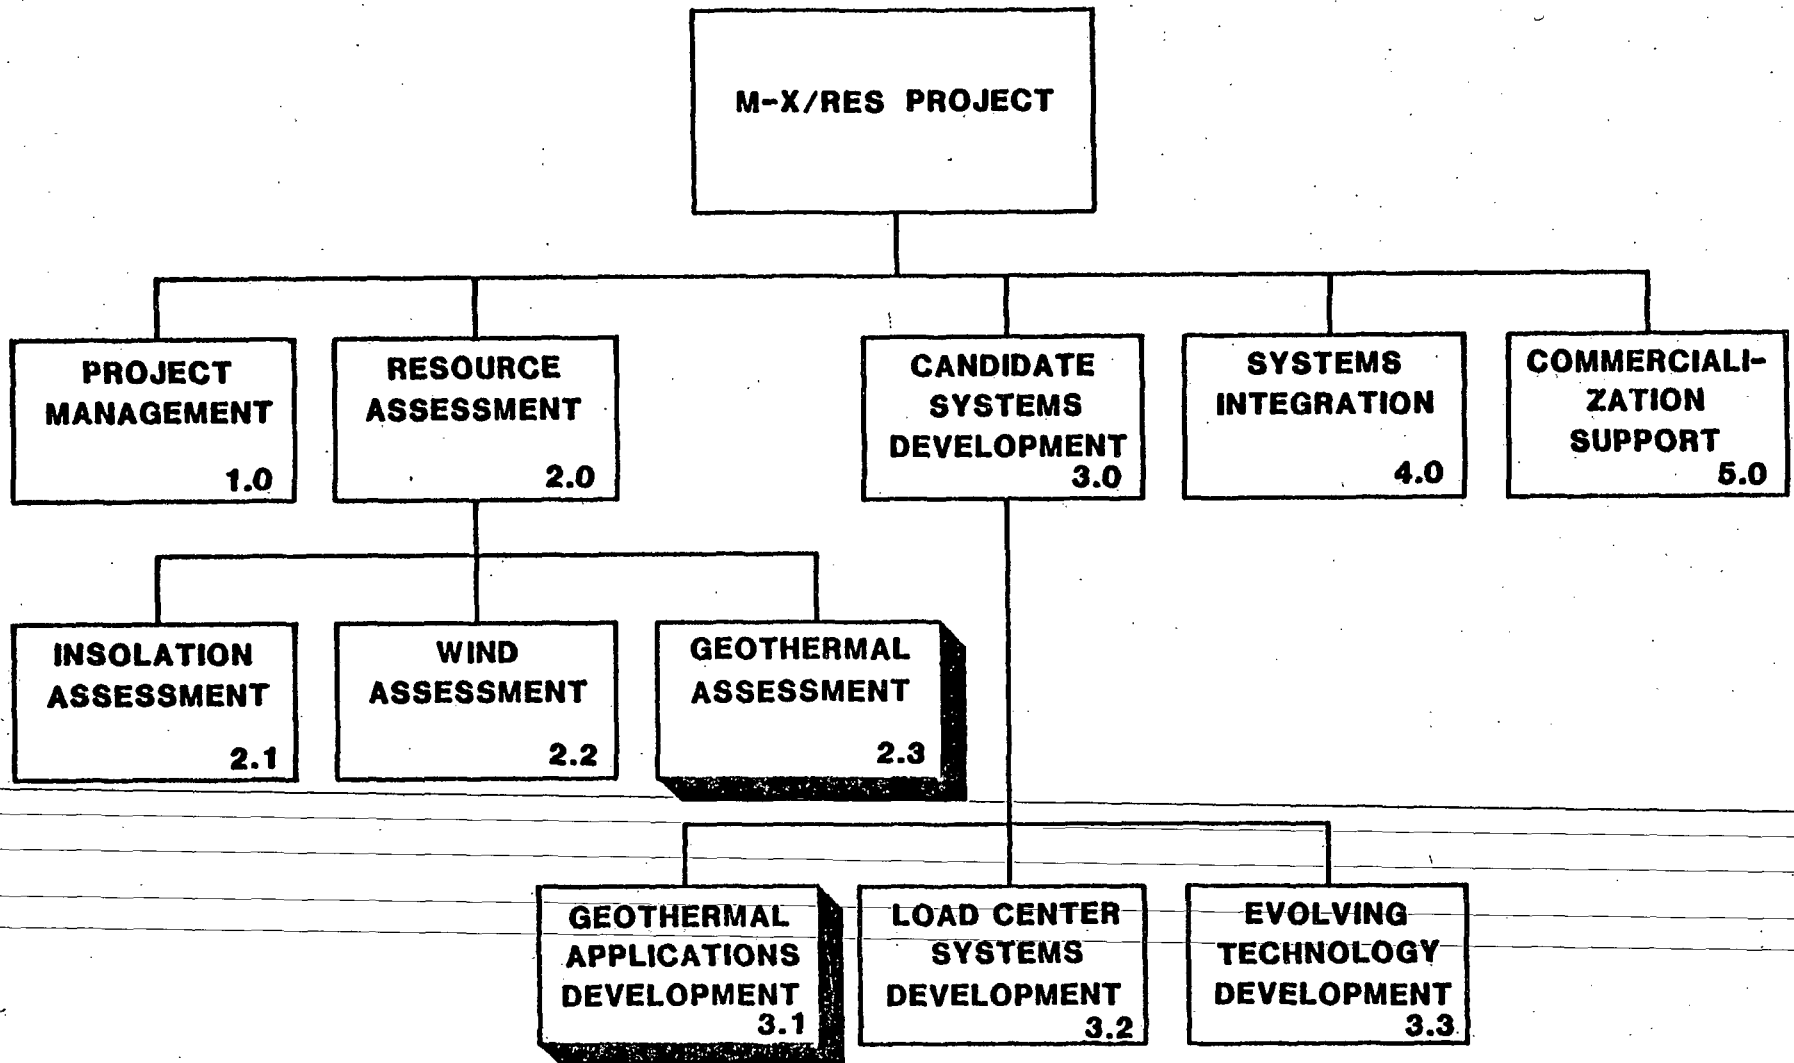 M-X/RES PROJECT
PROJECT
MANAGEMENT
1.0
RESOURCE
ASSESSMENT
2.0
CANDIDATE
SYSTEMS
DEVELOPMENT
3.0
SYSTEMS
INTEGRATION
4.0
COMMERCIALI-
ZATION
SUPPORT
5.0
INSOLATION
ASSESSMENT
2.1
WIND
ASSESSMENT
2.2
GEOTHERMAL
ASSESSMENT
2.3
GEOTHERMAL
APPLICATIONS
DEVELOPMENT
3.1
LOAD CENTER
SYSTEMS
DEVELOPMENT
3.2
EVOLVING
TECHNOLOGY
DEVELOPMENT
3.3